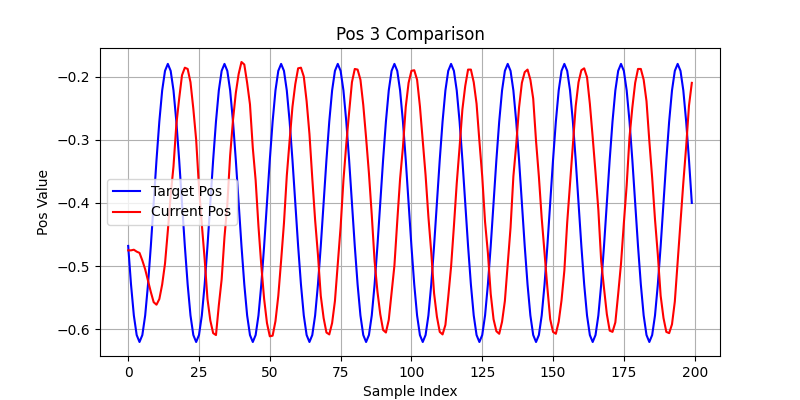 Pos 3 Comparison
Pos Value
−0.2
−0.3
−0.4
−0.5
−0.6
Target Pos
Current Pos
0 25 50 75 100 125 150 175 200
Sample Index